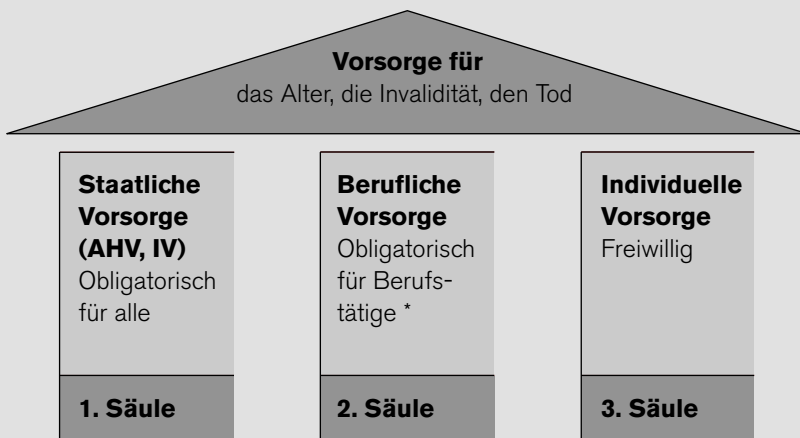 Vorsorge für
das Alter, die Invalidität, den Tod
Staatliche
Vorsorge
(AHV, IV)
Obligatorisch
für alle
1. Säule
Berufliche
Vorsorge
Obligatorisch
für Berufs-
tätige *
2. Säule
Individuelle
Vorsorge
Freiwillig
3. Säule